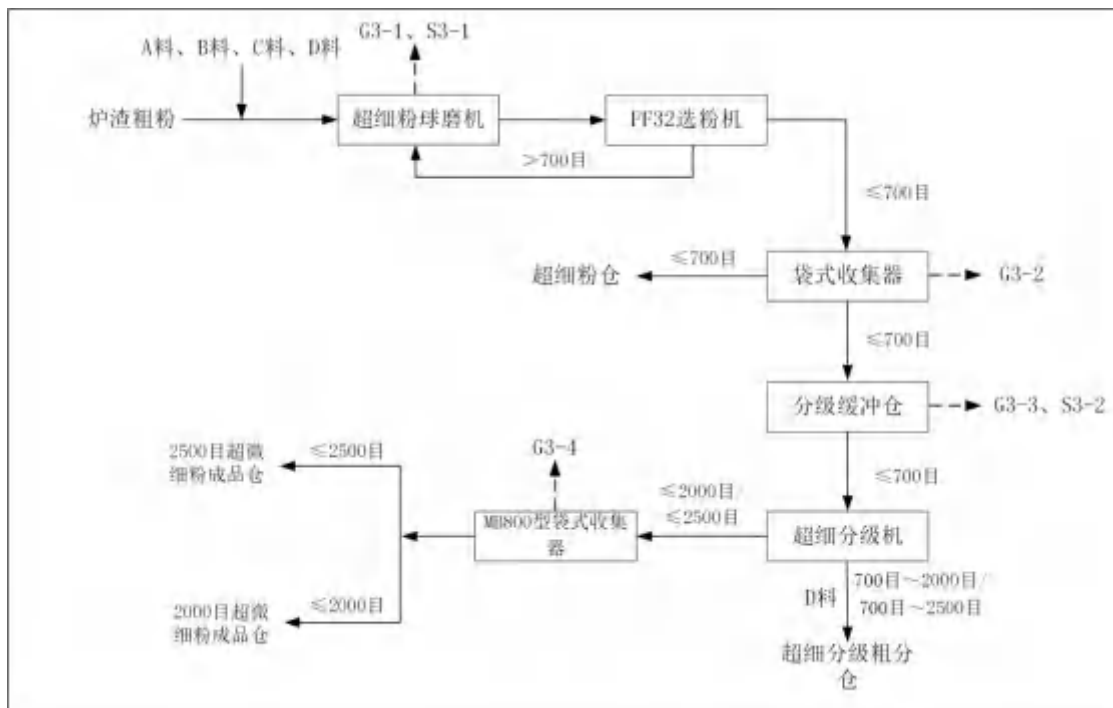 G3-1、S3-1
A料、B料、C料、D料
炉渣粗粉
超细粉球磨机
FF32选粉机
>700目
≤700目
超细粉仓
≤700目
袋式收集器
G3-2
≤700目
分级缓冲仓
G3-3、S3-2
2500目超微
细粉成品仓
≤2500目
G3-4
≤2000目/
≤2500目
≤700目
MB800型袋式收集
器
超细分级机
2000目超微
细粉成品仓
≤2000目
D料
700目～2000目/
700目～2500目
超细分级粗分
仓